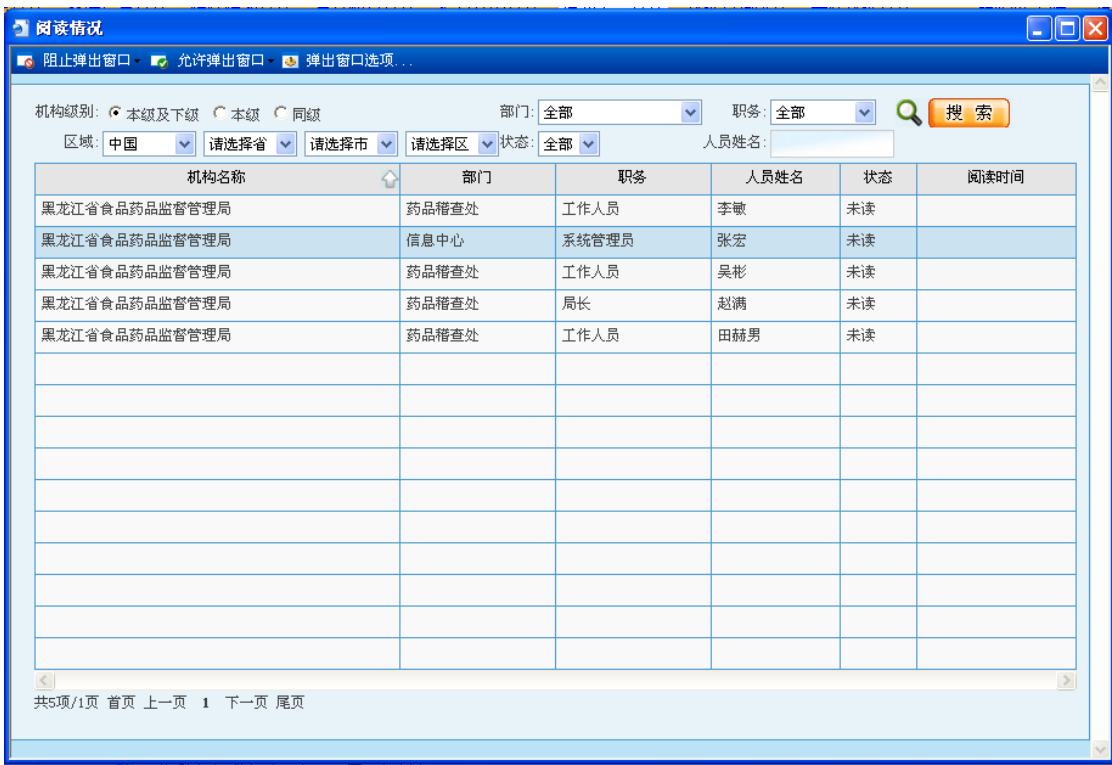 阅读情况
阻止弹出窗口 允许弹出窗口 弹出窗口选项...
机构级别: 本级及下级 本级 同级 部门: 全部 职务: 全部 搜 索
区域: 中国 请选择省 请选择市 请选择区 状态: 全部 人员姓名:
机构名称 部门 职务 人员姓名 状态 阅读时间
黑龙江省食品药品监督管理局 药品稽查处 工作人员 李敏 未读
黑龙江省食品药品监督管理局 信息中心 系统管理员 张宏 未读
黑龙江省食品药品监督管理局 药品稽查处 工作人员 吴彬 未读
黑龙江省食品药品监督管理局 药品稽查处 局长 赵满 未读
黑龙江省食品药品监督管理局 药品稽查处 工作人员 田赫男 未读
共5项/1页 首页 上一页 1 下一页 尾页